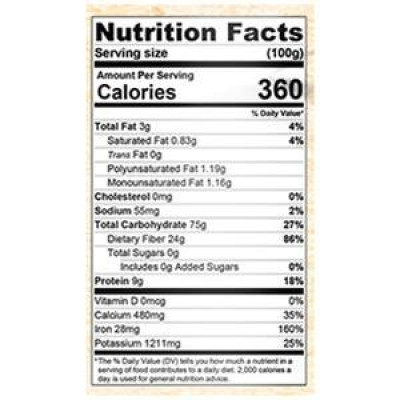 Nutrition Facts
Serving size (100g)
Amount Per Serving
Calories 360
% Daily Value*
Total Fat 3g 4%
Saturated Fat 0.83g 4%
Trans Fat 0g
Polyunsaturated Fat 1.19g
Monounsaturated Fat 1.16g
Cholesterol 0mg 0%
Sodium 55mg 2%
Total Carbohydrate 75g 27%
Dietary Fiber 24g 86%
Total Sugars 0g
Includes 0g Added Sugars 0%
Protein 9g 18%
Vitamin D 0mcg 0%
Calcium 480mg 35%
Iron 28mg 160%
Potassium 1211mg 25%
*The % Daily Value (DV) tells you how much a nutrient in a
serving of food contributes to a daily diet. 2,000 calories a
day is used for general nutrition advice.